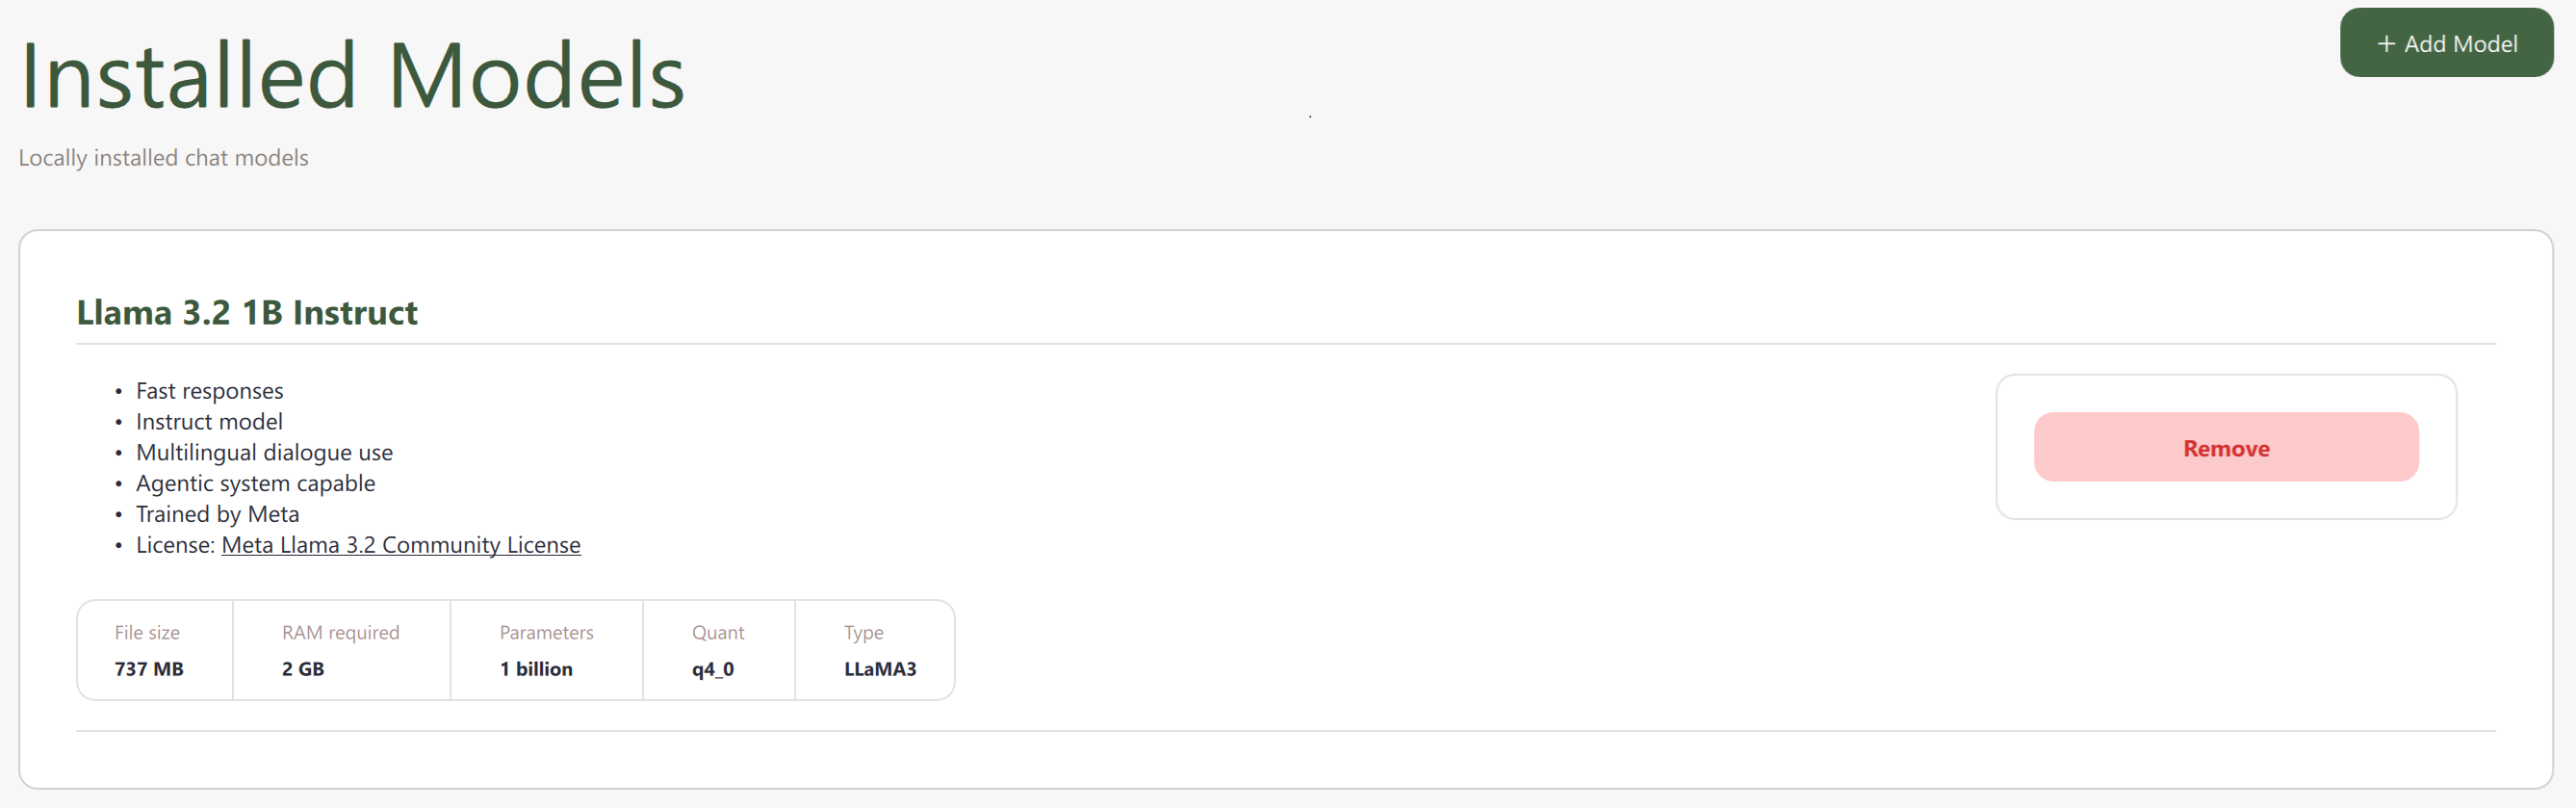 Installed Models
+ Add Model
Locally installed chat models
Llama 3.2 1B Instruct
• Fast responses
• Instruct model
• Multilingual dialogue use
• Agentic system capable
• Trained by Meta
• License: Meta Llama 3.2 Community License
Remove
File size RAM required Parameters Quant Type
737 MB 2 GB 1 billion q4_0 LLaMA3